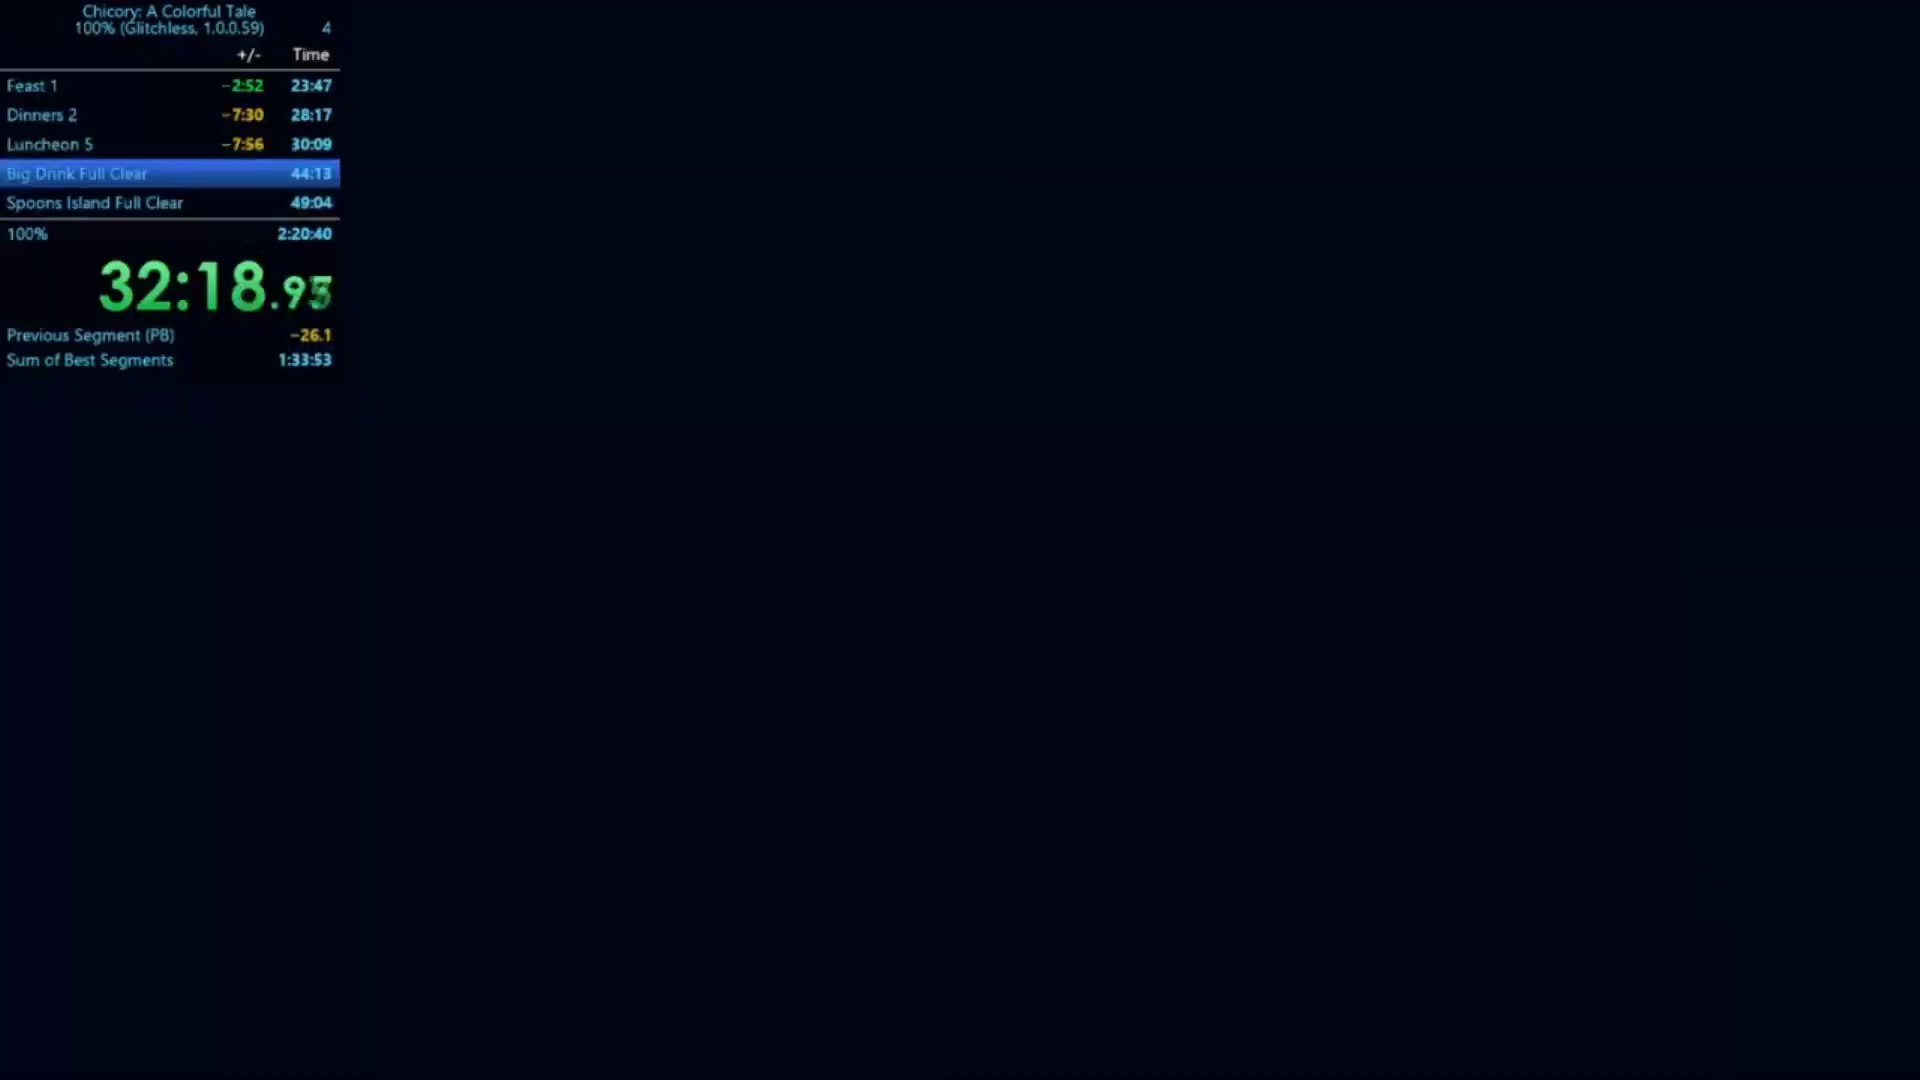 Chicory: A Colorful Tale
100% (Glitchless, 1.0.0.59) 4
+/- Time
Feast 1 −2:52 23:47
Dinners 2 −7:30 28:17
Luncheon 5 −7:56 30:09
Big Drink Full Clear 44:13
Spoons Island Full Clear 49:04
100% 2:20:40
32:18.9
Previous Segment (PB) −26.1
Sum of Best Segments 1:33:53